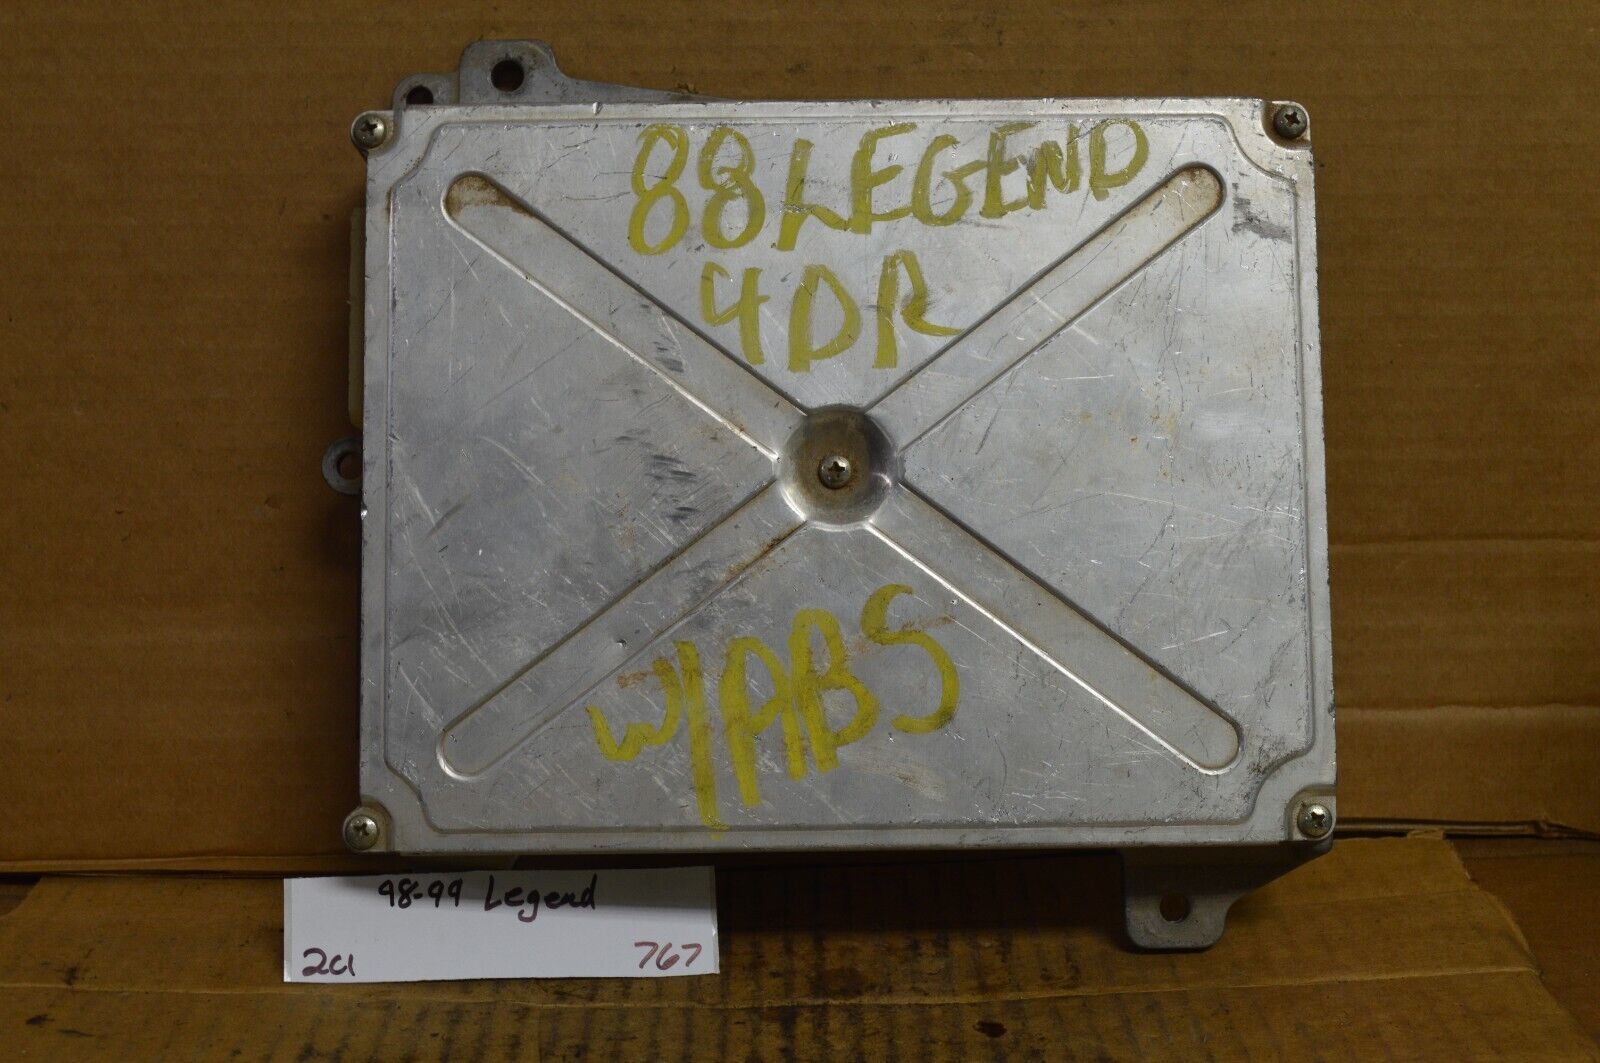 88 LEGEND
4DR
W/ABS
98-99 Legend
2c1 767